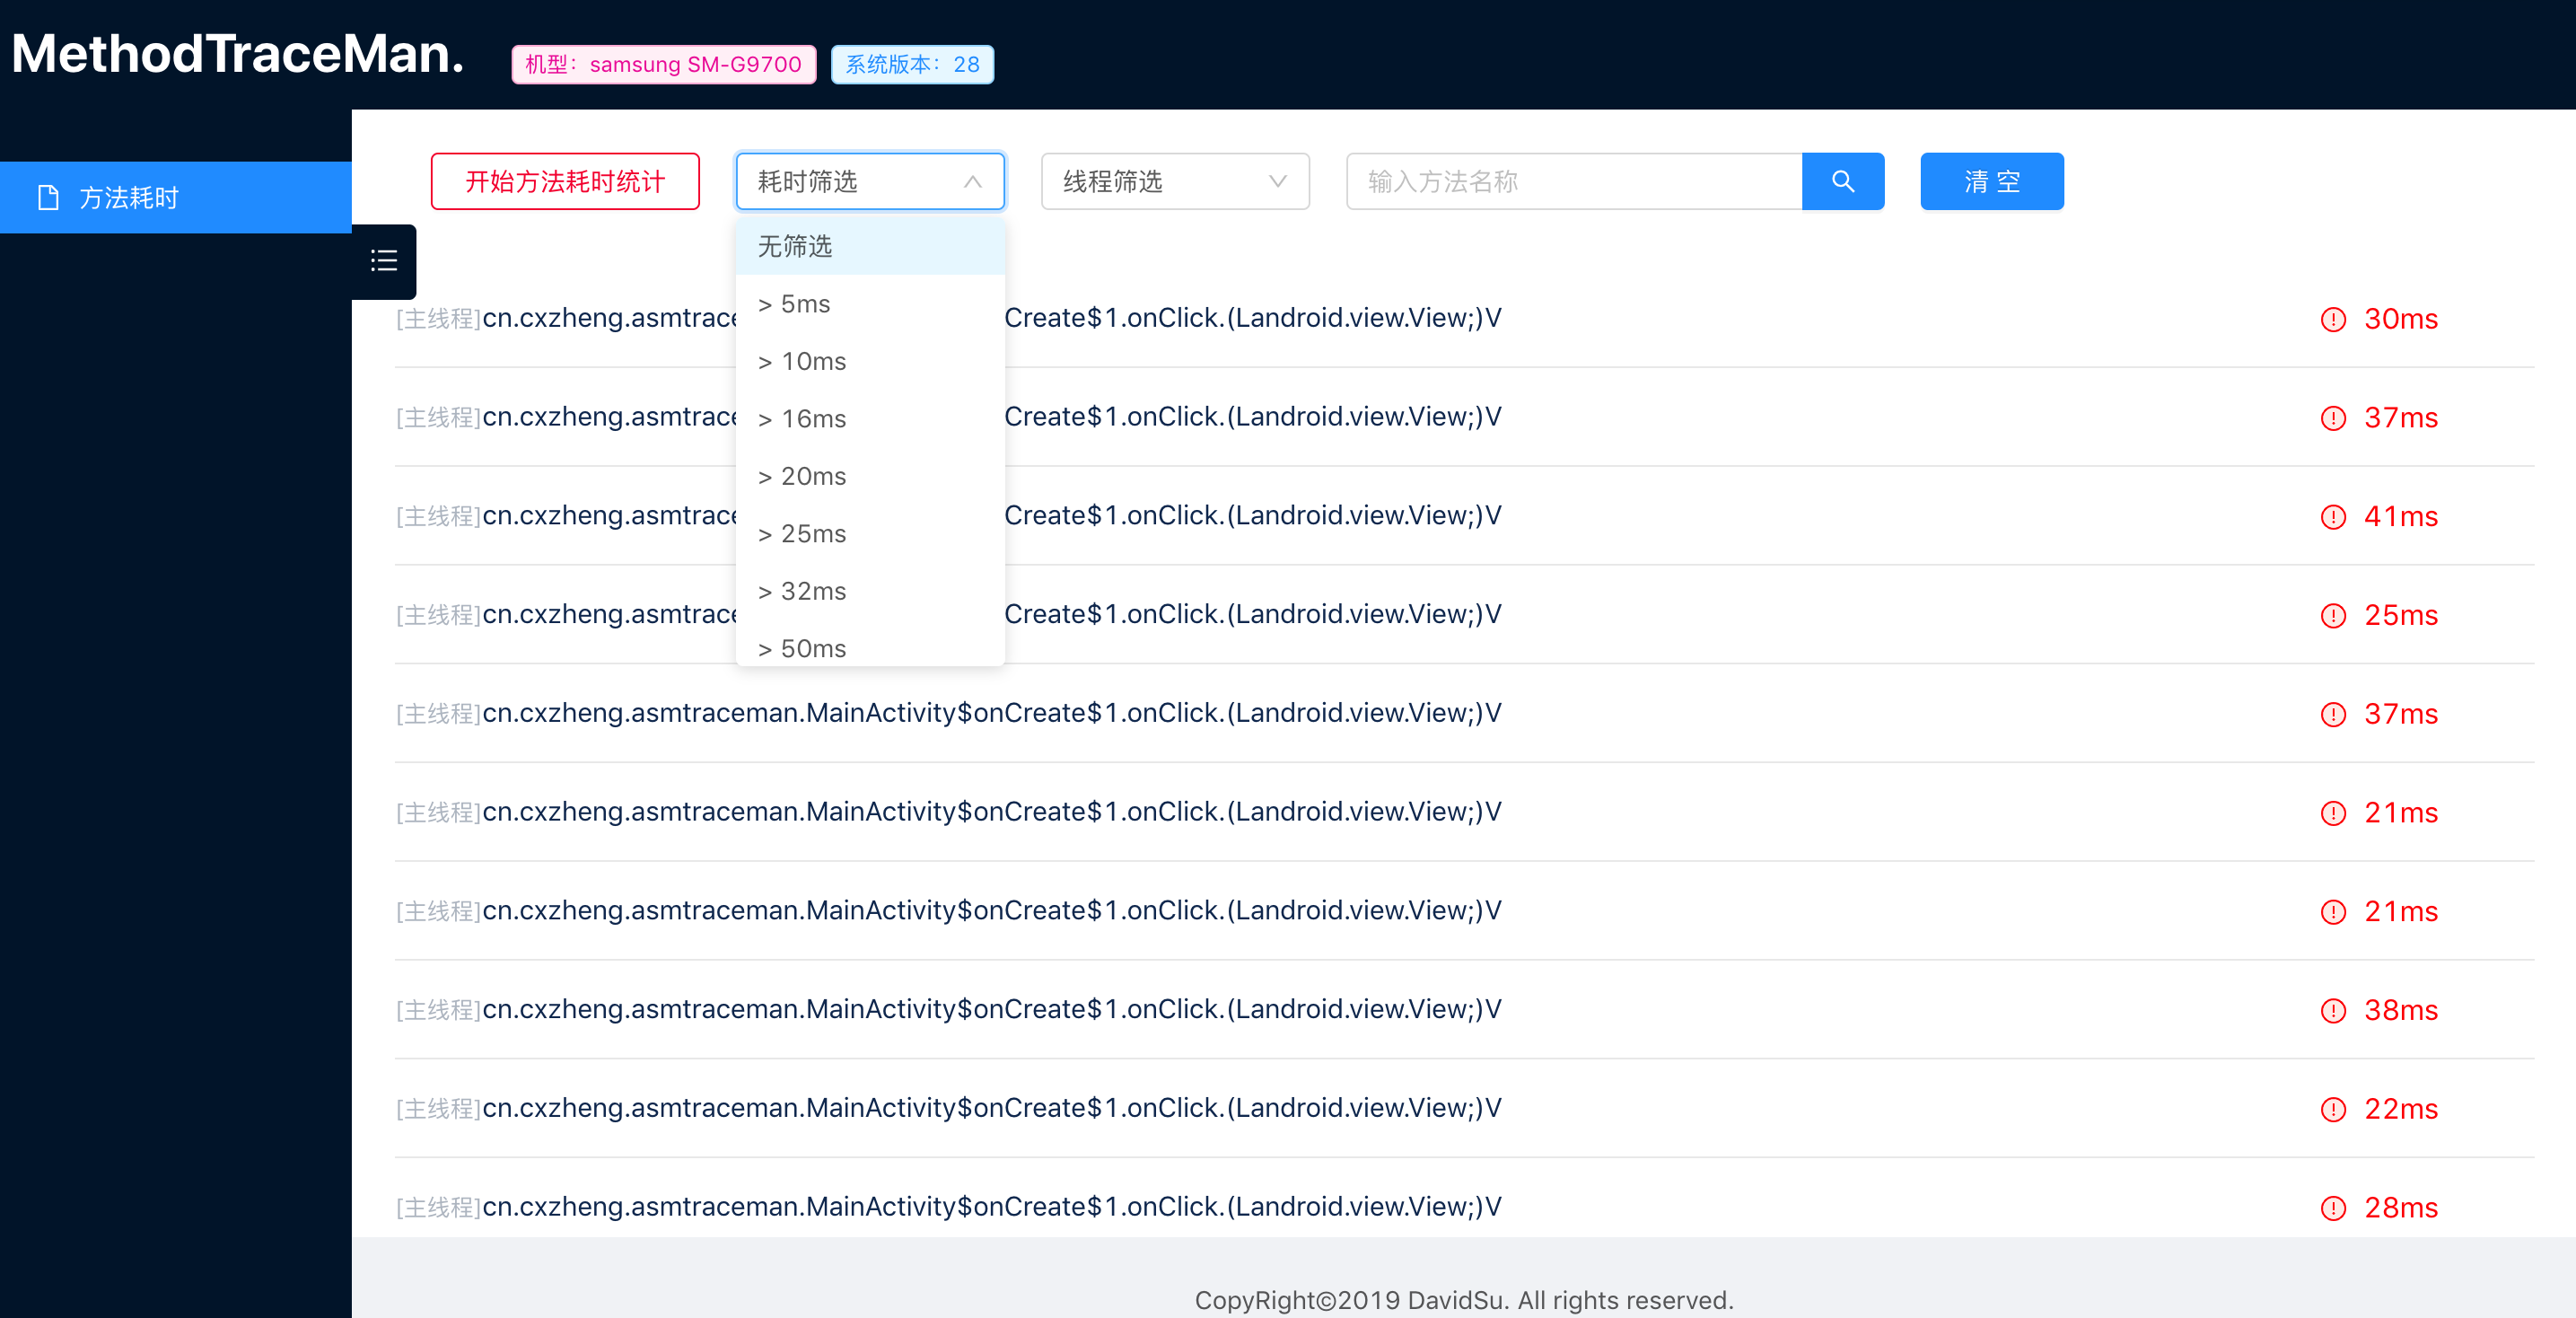 MethodTraceMan.
机型：samsung SM-G9700 系统版本：28
方法耗时
开始方法耗时统计 耗时筛选 线程筛选 输入方法名称 清 空
无筛选
> 5ms
> 10ms
> 16ms
> 20ms
> 25ms
> 32ms
> 50ms
[主线程]cn.cxzheng.asmtrace Create$1.onClick.(Landroid.view.View;)V 30ms
[主线程]cn.cxzheng.asmtrace Create$1.onClick.(Landroid.view.View;)V 37ms
[主线程]cn.cxzheng.asmtrace Create$1.onClick.(Landroid.view.View;)V 41ms
[主线程]cn.cxzheng.asmtrace Create$1.onClick.(Landroid.view.View;)V 25ms
[主线程]cn.cxzheng.asmtraceman.MainActivity$onCreate$1.onClick.(Landroid.view.View;)V 37ms
[主线程]cn.cxzheng.asmtraceman.MainActivity$onCreate$1.onClick.(Landroid.view.View;)V 21ms
[主线程]cn.cxzheng.asmtraceman.MainActivity$onCreate$1.onClick.(Landroid.view.View;)V 21ms
[主线程]cn.cxzheng.asmtraceman.MainActivity$onCreate$1.onClick.(Landroid.view.View;)V 38ms
[主线程]cn.cxzheng.asmtraceman.MainActivity$onCreate$1.onClick.(Landroid.view.View;)V 22ms
[主线程]cn.cxzheng.asmtraceman.MainActivity$onCreate$1.onClick.(Landroid.view.View;)V 28ms
CopyRight©2019 DavidSu. All rights reserved.